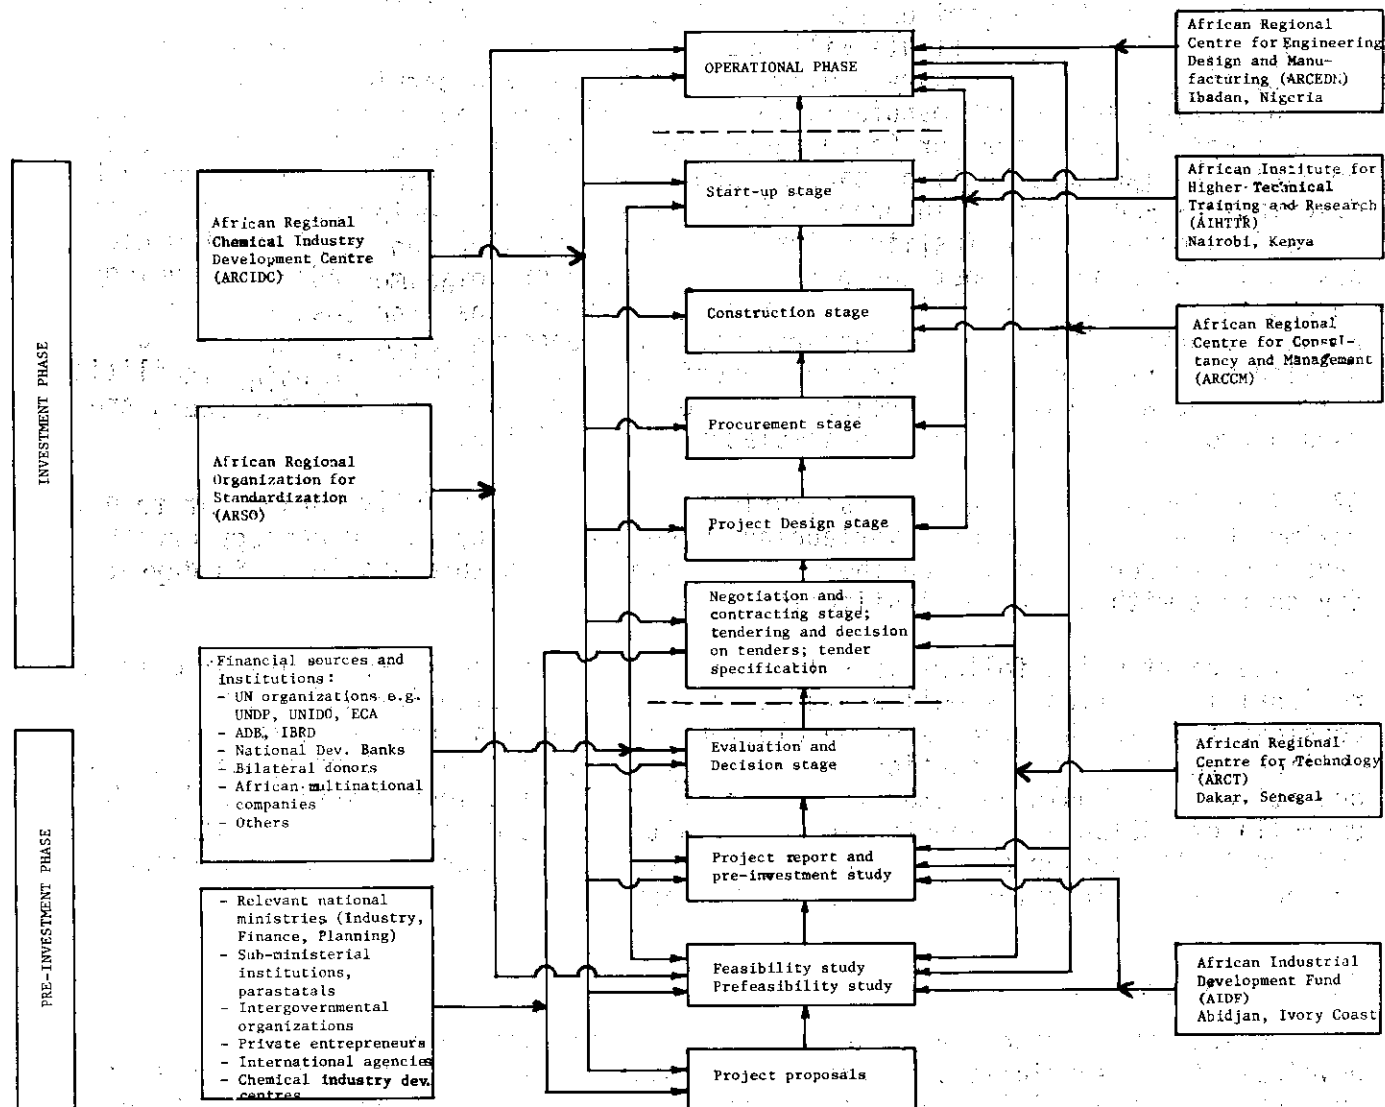 OPERATIONAL PHASE
Start-up stage
Construction stage
Procurement stage
Project Design stage
Negotiation and
contracting stage;
tendering and decision
on tenders; tender
specification
Evaluation and
Decision stage
Project report and
pre-investment study
Feasibility study
Prefeasibility study
Project proposals
INVESTMENT PHASE
PRE-INVESTMENT PHASE
African Regional
Chemical Industry
Development Centre
(ARCIDC)
African Regional
Organization for
Standardization
(ARSO)
Financial sources and
institutions:
- UN organizations e.g.
UNDP, UNIDO, ECA
- ADB, IBRD
- National Dev. Banks
- Bilateral donors
- African multinational
companies
- Others
- Relevant national
ministries (Industry,
Finance, Planning)
- Sub-ministerial
institutions,
parastatals
- Intergovernmental
organizations
- Private entrepreneurs
- International agencies
- Chemical industry dev.
centres
African Regional
Centre for Engineering
Design and Manu-
facturing (ARCEDM)
Ibadan, Nigeria
African Institute for
Higher Technical
Training and Research
(AIHTTR)
Nairobi, Kenya
African Regional
Centre for Consul-
tancy and Management
(ARCCM)
African Regional
Centre for Technology
(ARCT)
Dakar, Senegal
African Industrial
Development Fund
(AIDF)
Abidjan, Ivory Coast